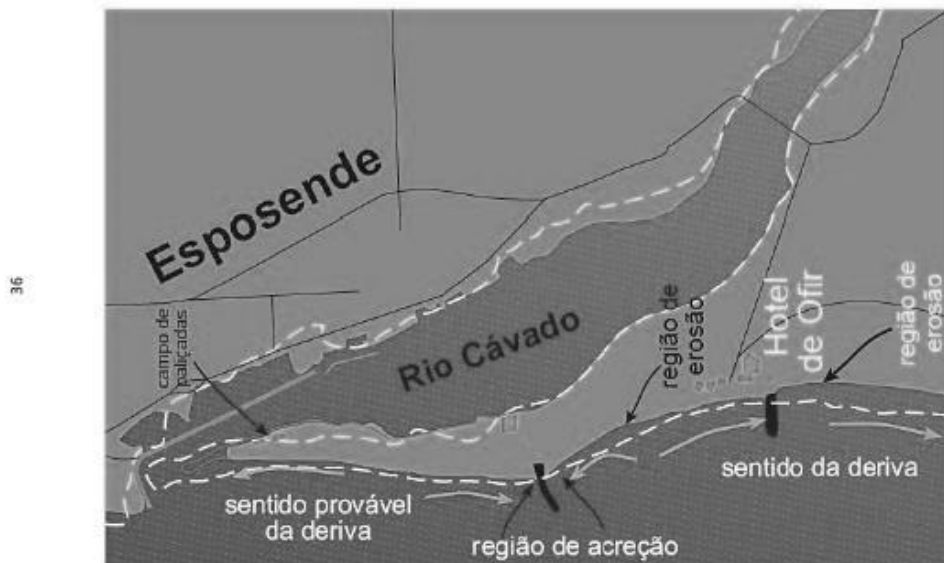 36
Esposende
campo de
paliçadas
Rio Cávado
região de
erosão
Hotel
de Ofir
região de
erosão
sentido provável
da deriva
sentido da deriva
região de acreção